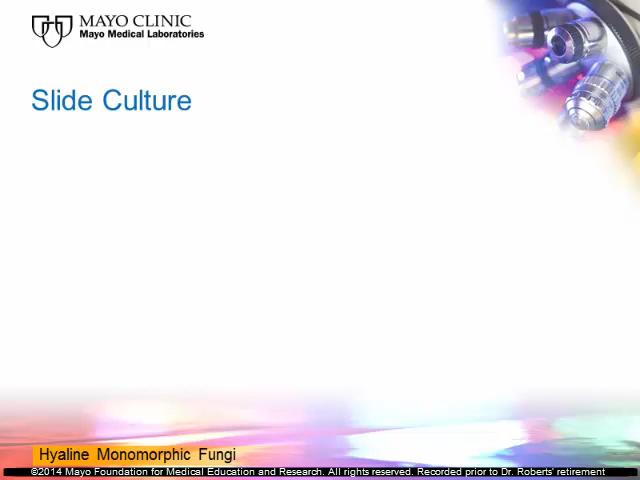 MAYO CLINIC
Mayo Medical Laboratories
Slide Culture
Hyaline Monomorphic Fungi
©2014 Mayo Foundation for Medical Education and Research. All rights reserved. Recorded prior to Dr. Roberts' retirement